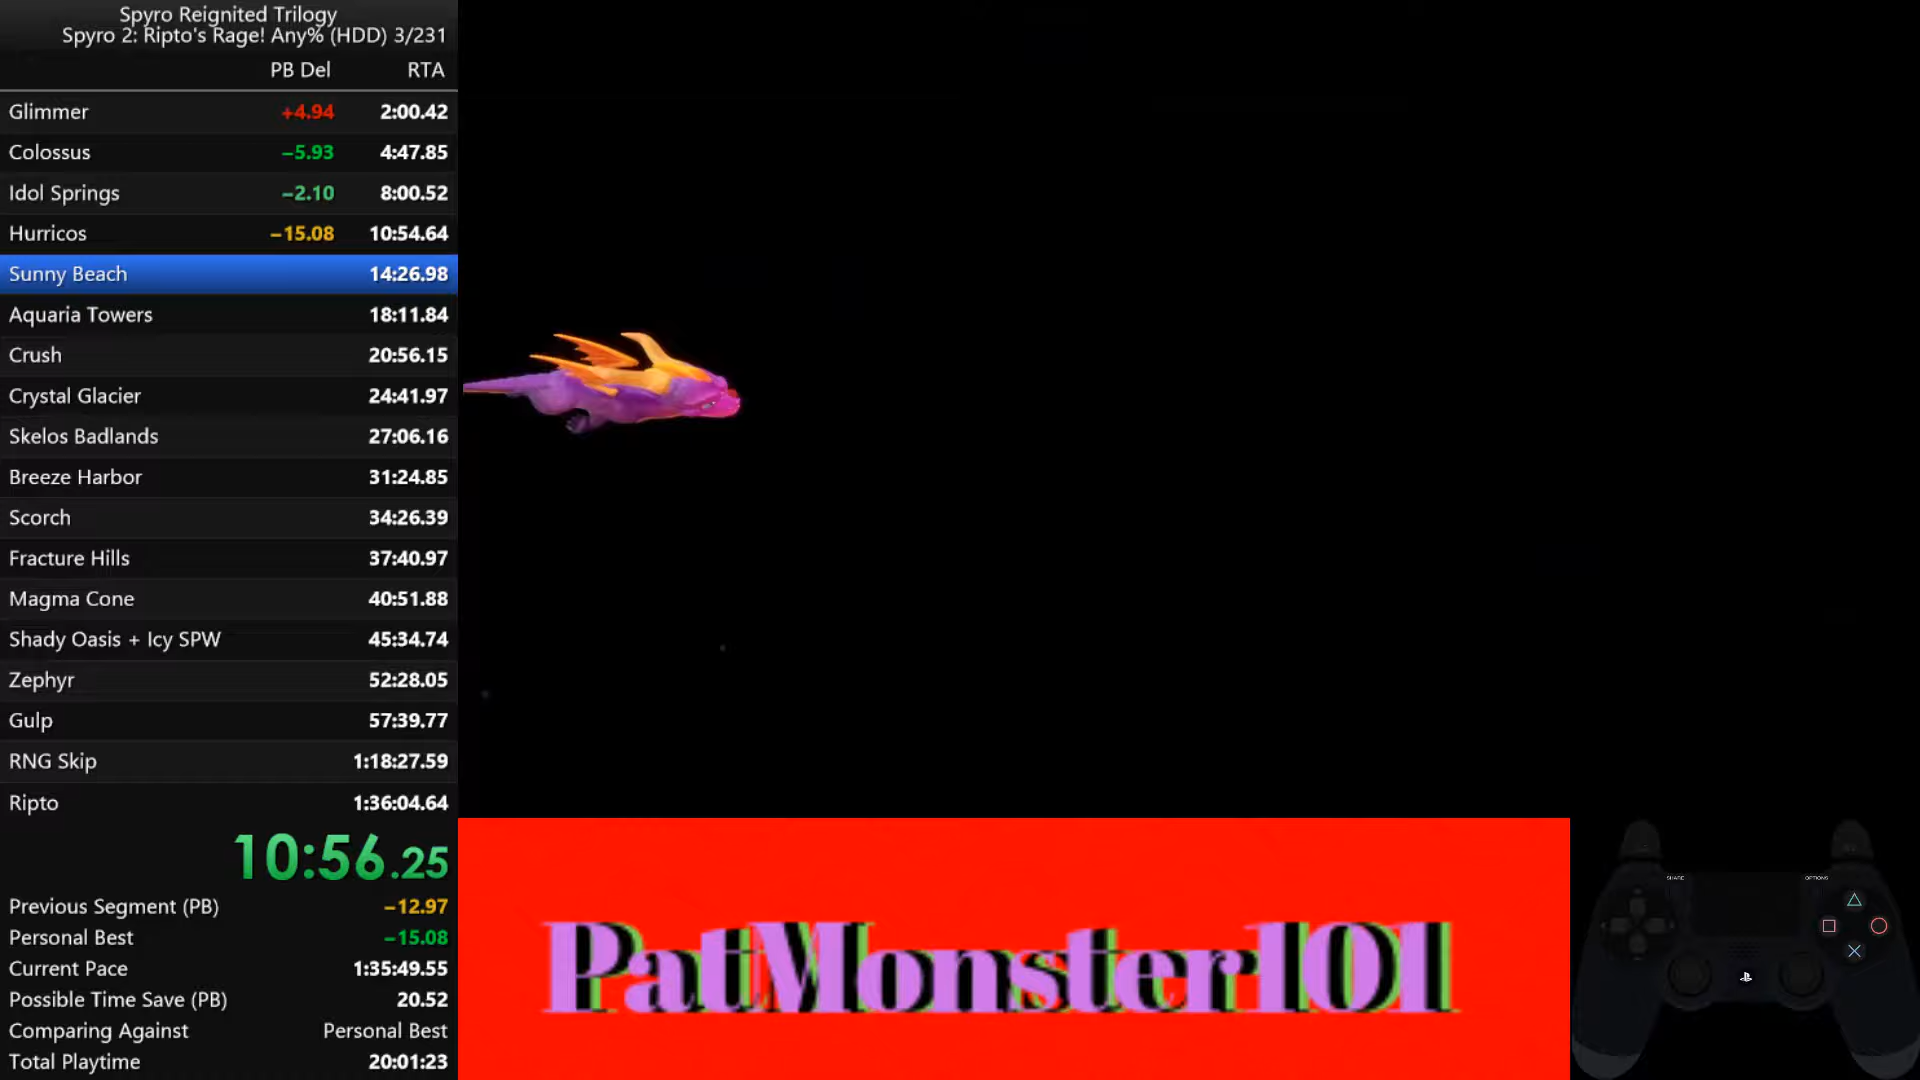 Spyro Reignited Trilogy
Spyro 2: Ripto's Rage! Any% (HDD) 3/231
PB Del RTA
Glimmer +4.94 2:00.42
Colossus −5.93 4:47.85
Idol Springs −2.10 8:00.52
Hurricos −15.08 10:54.64
Sunny Beach 14:26.98
Aquaria Towers 18:11.84
Crush 20:56.15
Crystal Glacier 24:41.97
Skelos Badlands 27:06.16
Breeze Harbor 31:24.85
Scorch 34:26.39
Fracture Hills 37:40.97
Magma Cone 40:51.88
Shady Oasis + Icy SPW 45:34.74
Zephyr 52:28.05
Gulp 57:39.77
RNG Skip 1:18:27.59
Ripto 1:36:04.64
10:56.25
Previous Segment (PB) −12.97
Personal Best −15.08
Current Pace 1:35:49.55
Possible Time Save (PB) 20.52
Comparing Against Personal Best
Total Playtime 20:01:23
PatMonster101
SHARE OPTIONS